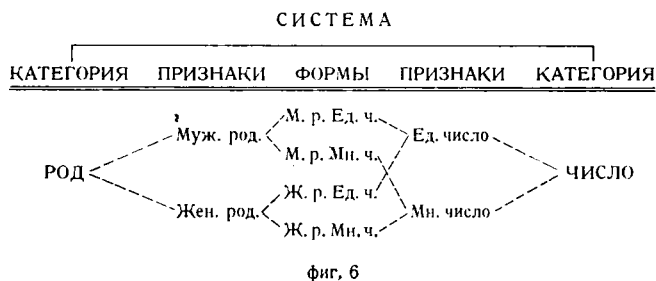 СИСТЕМА
КАТЕГОРИЯ ПРИЗНАКИ ФОРМЫ ПРИЗНАКИ КАТЕГОРИЯ
М. р. Ед. ч.
Муж. род. Ед. число
М. р. Мн. ч.
РОД ЧИСЛО
Ж. р. Ед. ч.
Жен. род. Мн. число
Ж. р. Мн. ч.
фиг, 6